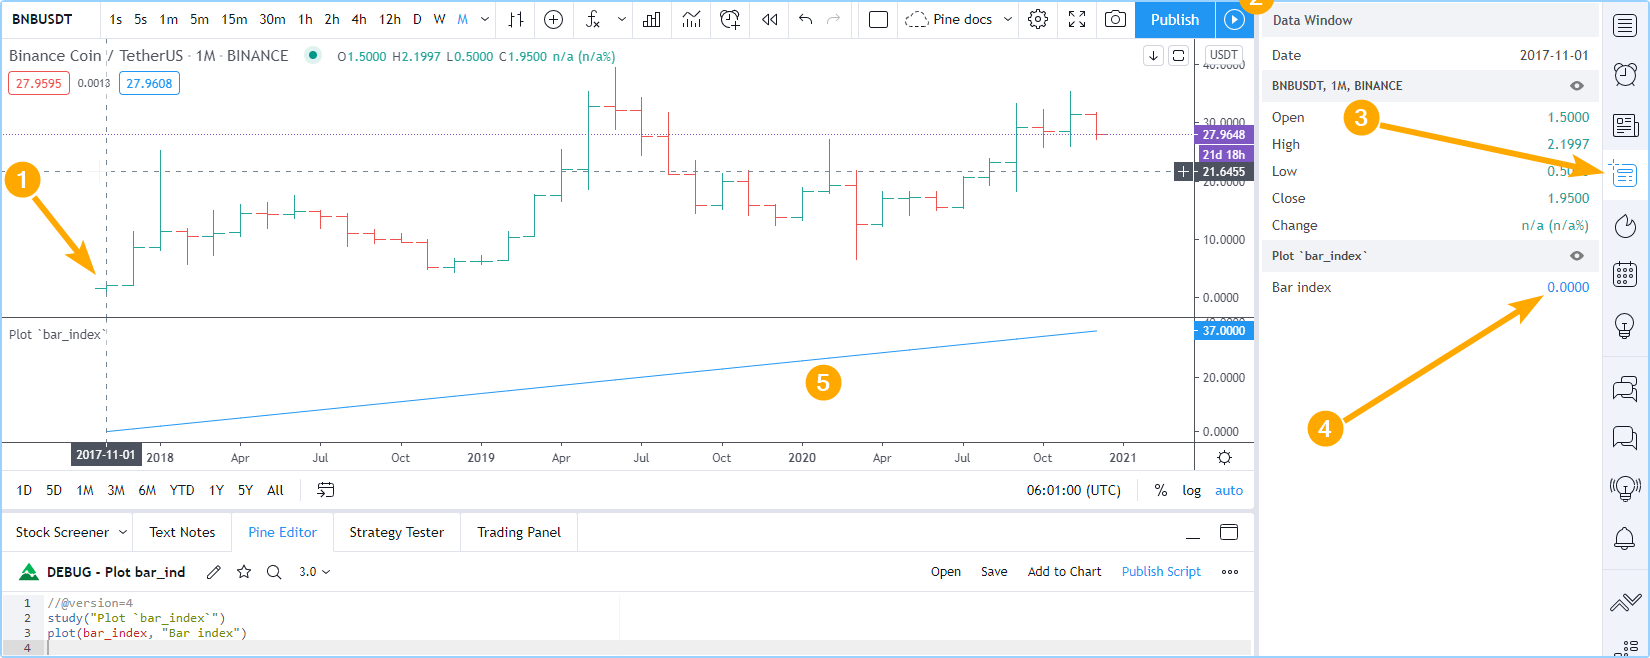 BNBUSDT 1s 5s 1m 5m 15m 30m 1h 2h 4h 12h D W M Pine docs Publish
2
Binance Coin / TetherUS · 1M · BINANCE O1.5000 H2.1997 L0.5000 C1.9500 n/a (n/a%)
27.9595 0.0013 27.9608
USDT
40.0000
30.0000
27.9648
21d 18h
21.6455
20.0000
10.0000
0.0000
1
Plot `bar_index`
40.0000
37.0000
20.0000
0.0000
5
2017-11-01 2018 Apr Jul Oct 2019 Apr Jul Oct 2020 Apr Jul Oct 2021
1D 5D 1M 3M 6M YTD 1Y 5Y All 06:01:00 (UTC) % log auto
Stock Screener Text Notes Pine Editor Strategy Tester Trading Panel
DEBUG - Plot bar_ind 3.0 Open Save Add to Chart Publish Script
1 //@version=4
2 study("Plot `bar_index`")
3 plot(bar_index, "Bar index")
4
Data Window
Date 2017-11-01
BNBUSDT, 1M, BINANCE
Open 1.5000
3
High 2.1997
Low 0.5000
Close 1.9500
Change n/a (n/a%)
Plot `bar_index`
Bar index 0.0000
4